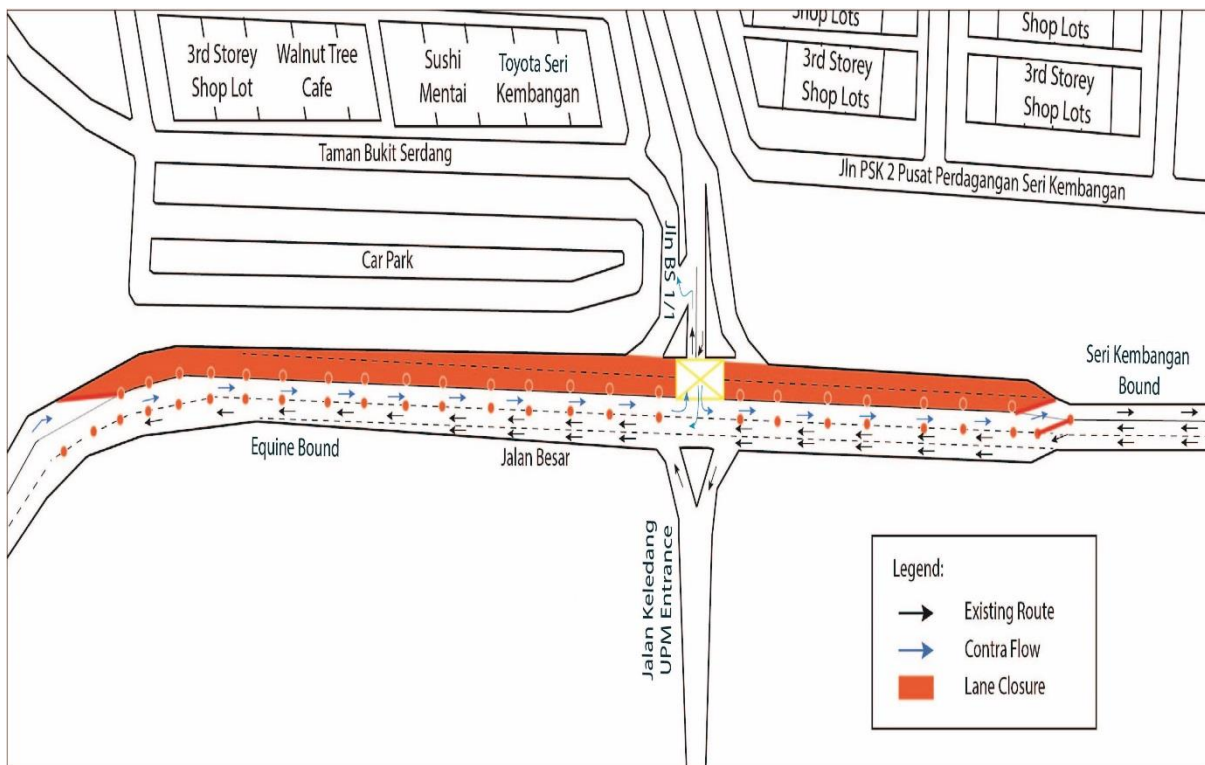 3rd Storey
Shop Lot
Walnut Tree
Cafe
Sushi
Mentai
Toyota Seri
Kembangan
Shop Lots
Shop Lots
3rd Storey
Shop Lots
3rd Storey
Shop Lots
Taman Bukit Serdang
Jln PSK 2 Pusat Perdagangan Seri Kembangan
Car Park
Jln BS 1/1
Seri Kembangan
Bound
Equine Bound
Jalan Besar
Jalan Keledang
UPM Entrance
Legend:
Existing Route
Contra Flow
Lane Closure